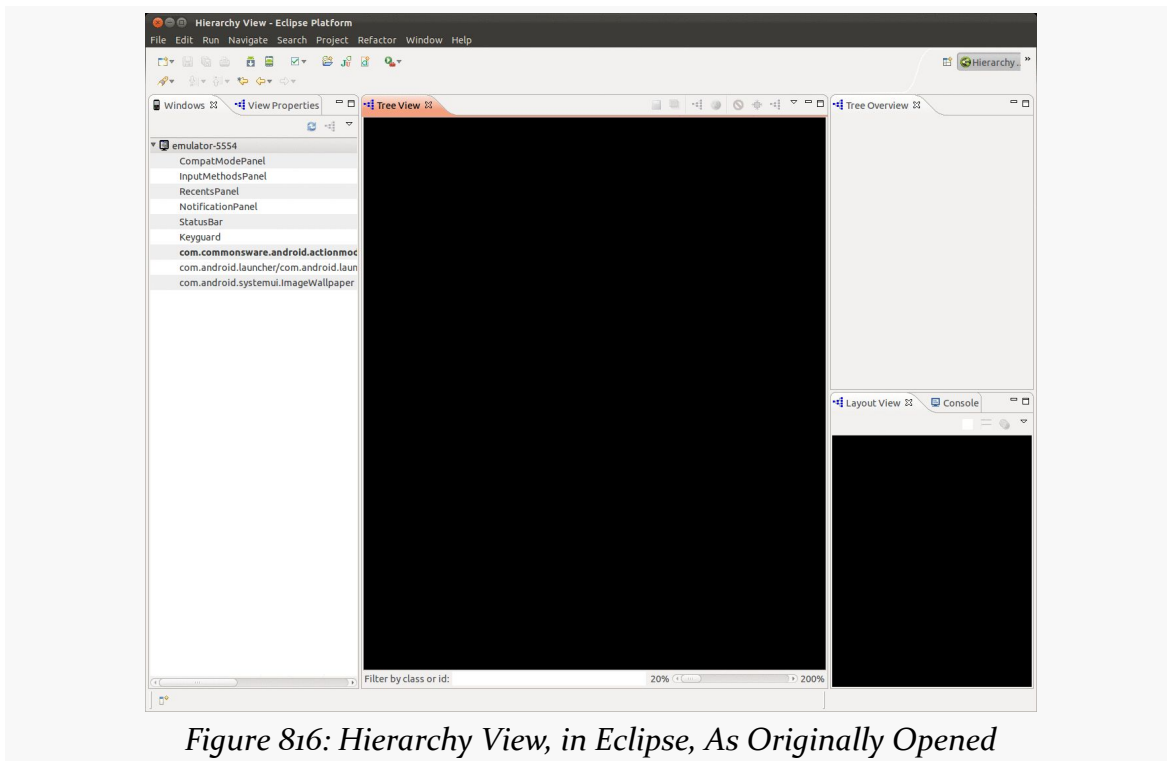 Hierarchy View - Eclipse Platform
File Edit Run Navigate Search Project Refactor Window Help
Hierarchy..
Windows
View Properties
Tree View
Tree Overview
emulator-5554
CompatModePanel
InputMethodsPanel
RecentsPanel
NotificationPanel
StatusBar
Keyguard
com.commonsware.android.actionmod
com.android.launcher/com.android.laun
com.android.systemui.ImageWallpaper
Layout View
Console
Filter by class or id:
20%
200%
Figure 816: Hierarchy View, in Eclipse, As Originally Opened